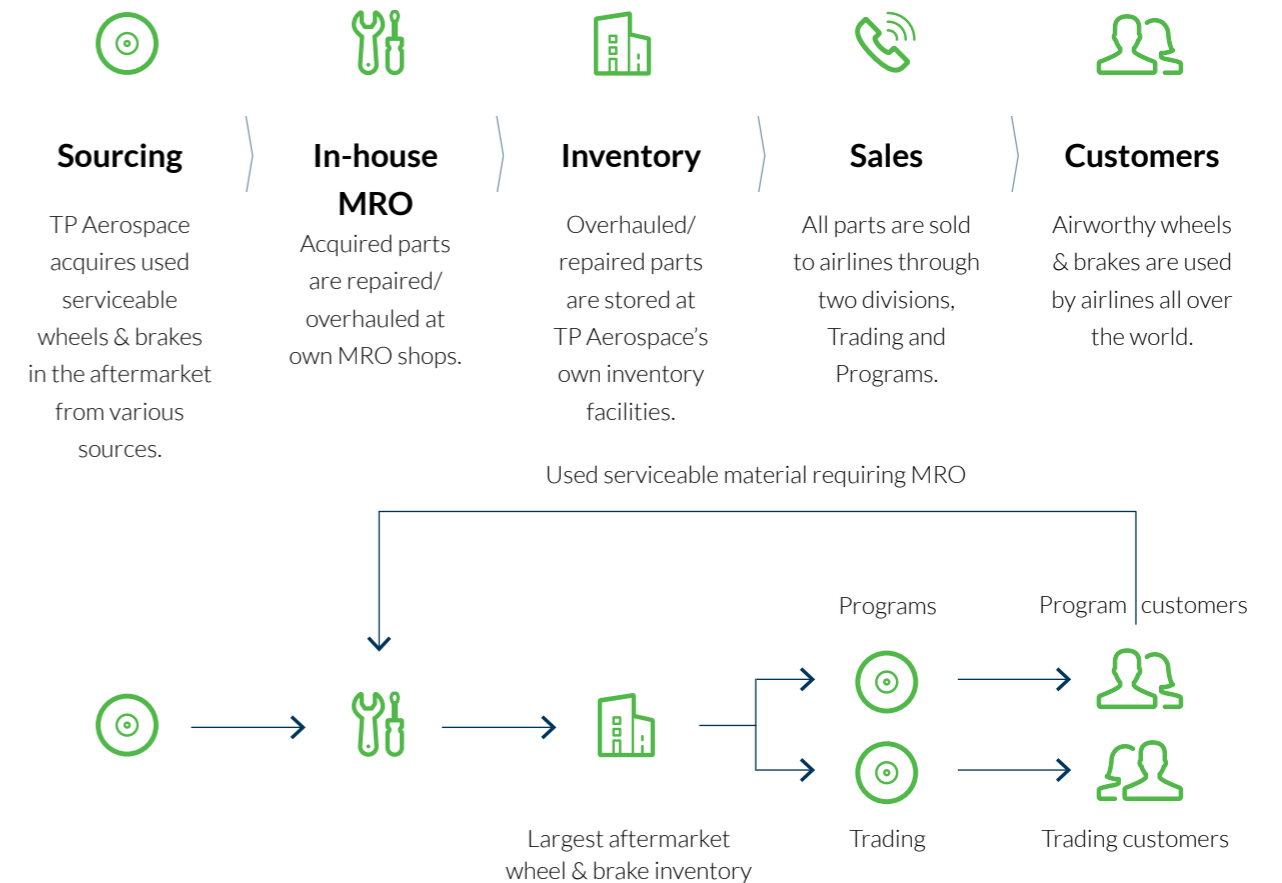 Sourcing
TP Aerospace
acquires used
serviceable
wheels & brakes
in the aftermarket
from various
sources.
In-house
MRO
Acquired parts
are repaired/
overhauled at
own MRO shops.
Inventory
Overhauled/
repaired parts
are stored at
TP Aerospace’s
own inventory
facilities.
Sales
All parts are sold
to airlines through
two divisions,
Trading and
Programs.
Customers
Airworthy wheels
& brakes are used
by airlines all over
the world.
Used serviceable material requiring MRO
Programs
Program customers
Largest aftermarket
wheel & brake inventory
Trading
Trading customers